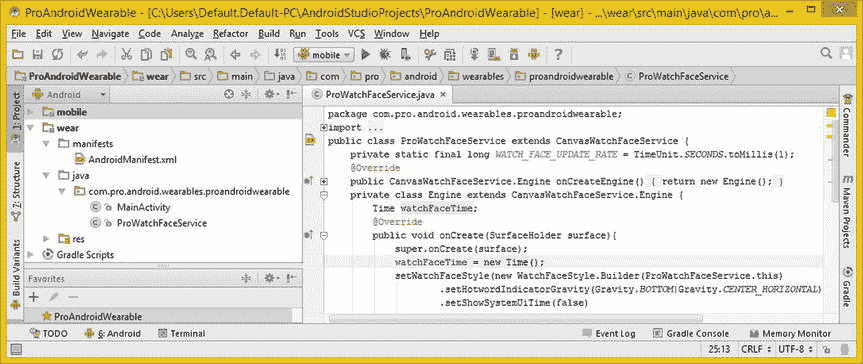 ProAndroidWearable - [C:\Users\Default.Default-PC\AndroidStudioProjects\ProAndroidWearable] - [wear] - ...\wear\src\main\java\com\pro\a...
File Edit View Navigate Code Analyze Refactor Build Run Tools VCS Window Help
mobile
ProAndroidWearable wear src main java com pro android wearables proandroidwearable ProWatchFaceService
1: Project
Z: Structure
Build Variants
Android
mobile
wear
manifests
AndroidManifest.xml
java
com.pro.android.wearables.proandroidwearable
MainActivity
ProWatchFaceService
res
Gradle Scripts
Favorites
ProAndroidWearable
ProWatchFaceService.java
package com.pro.android.wearables.proandroidwearable;
import ...
public class ProWatchFaceService extends CanvasWatchFaceService {
private static final long WATCH_FACE_UPDATE_RATE = TimeUnit.SECONDS.toMillis(1);
@Override
public CanvasWatchFaceService.Engine onCreateEngine() { return new Engine(); }
private class Engine extends CanvasWatchFaceService.Engine {
Time watchFaceTime;
@Override
public void onCreate(SurfaceHolder surface){
super.onCreate(surface);
watchFaceTime = new Time();
setWatchFaceStyle(new WatchFaceStyle.Builder(ProWatchFaceService.this)
.setHotwordIndicatorGravity(Gravity.BOTTOM|Gravity.CENTER_HORIZONTAL)
.setShowSystemUiTime(false)
Commander
Maven Projects
Gradle
TODO 6: Android Terminal Event Log Gradle Console Memory Monitor
25:13 CRLF UTF-8